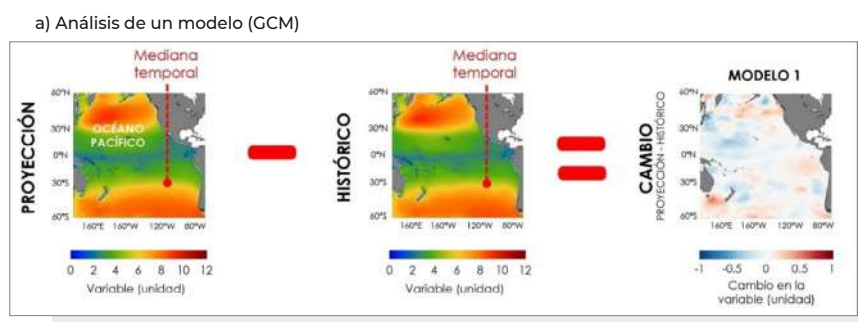 a) Análisis de un modelo (GCM)
Mediana
temporal
PROYECCIÓN
60°N
30°N
0°N
30°S
60°S
OCÉANO
PACÍFICO
160°E 160°W 120°W 80°W
0 2 4 6 8 10 12
Variable (unidad)
Mediana
temporal
HISTÓRICO
60°N
30°N
0°N
30°S
60°S
160°E 160°W 120°W 80°W
0 2 4 6 8 10 12
Variable (unidad)
MODELO 1
CAMBIO
PROYECCIÓN - HISTÓRICO
60°N
30°N
0°N
30°S
60°S
160°E 160°W 120°W 80°W
-1 -0.5 0 0.5 1
Cambio en la
variable (unidad)